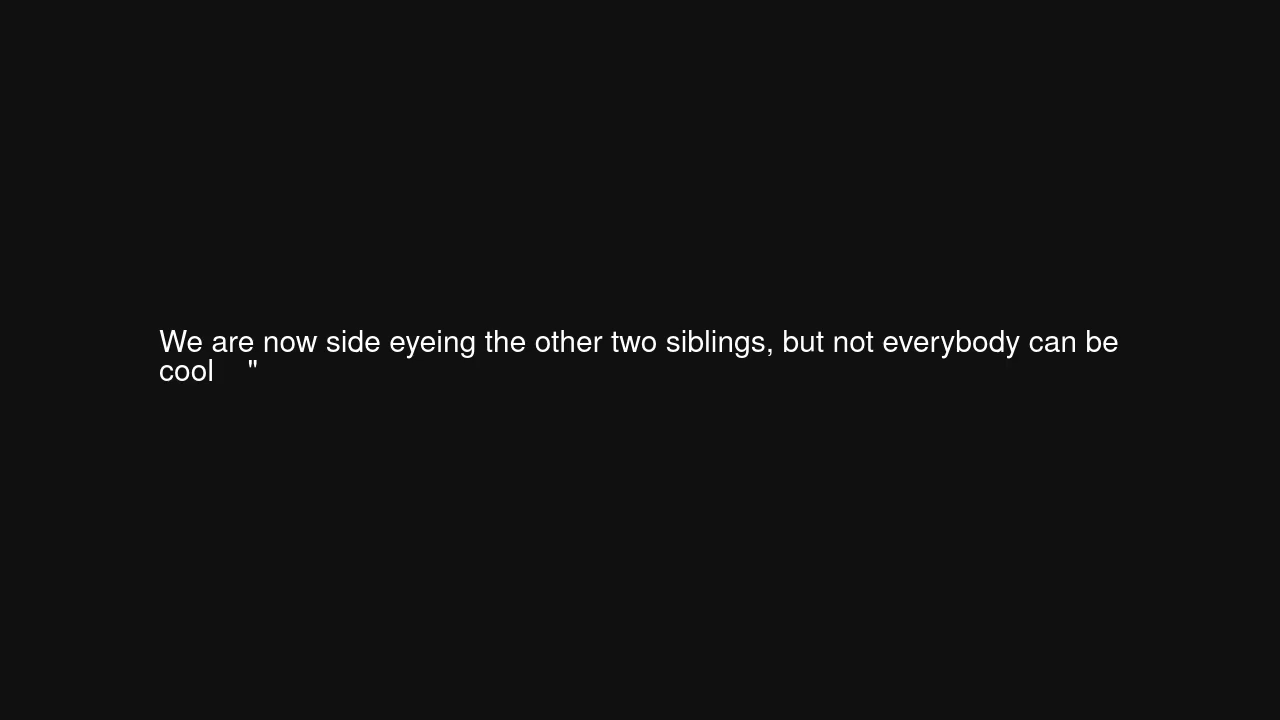 We are now side eyeing the other two siblings, but not everybody can be
cool    "